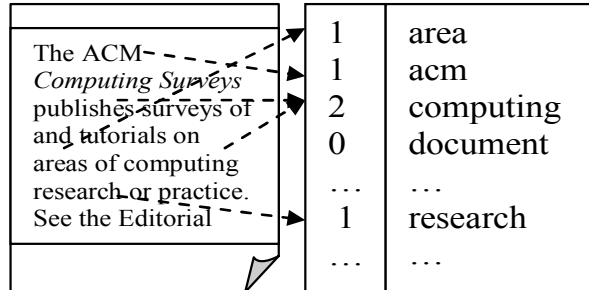 The ACM
Computing Surveys
publishes surveys of
and tutorials on
areas of computing
research or practice.
See the Editorial
1 area
1 acm
2 computing
0 document
… …
1 research
… …